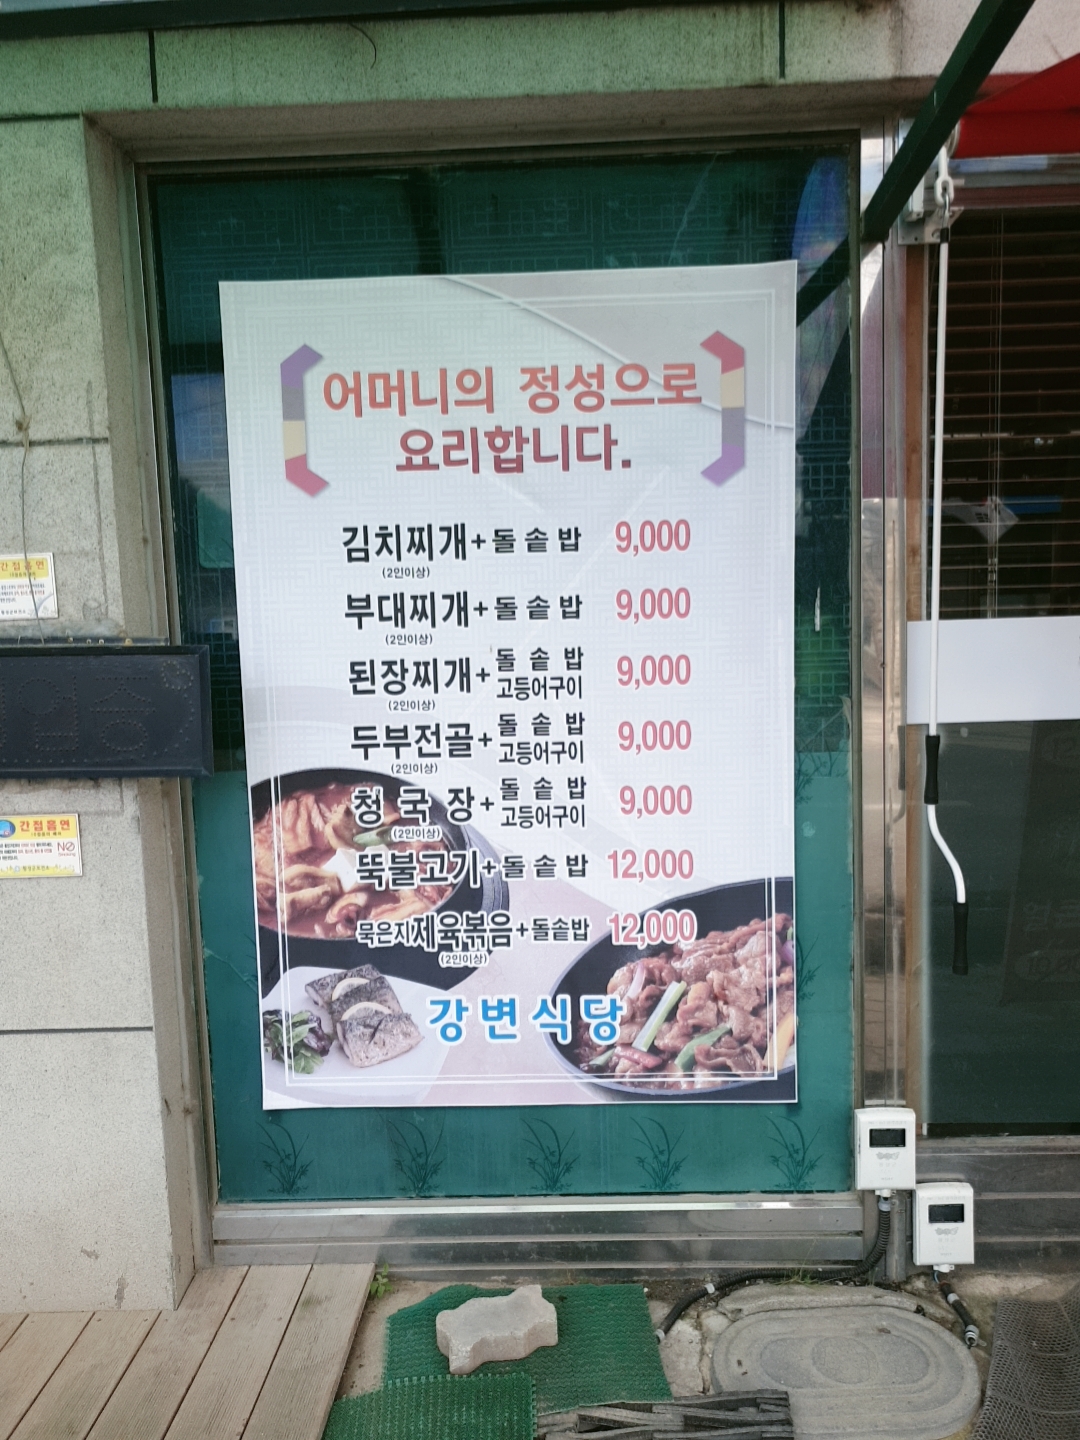 어머니의 정성으로
요리합니다.
김치찌개+돌솥밥 9,000
(2인이상)
부대찌개+돌솥밥 9,000
(2인이상)
된장찌개+돌솥밥 고등어구이 9,000
(2인이상)
두부전골+돌솥밥 고등어구이 9,000
(2인이상)
청국장+돌솥밥 고등어구이 9,000
(2인이상)
뚝불고기+돌솥밥 12,000
묵은지제육볶음+돌솥밥 12,000
(2인이상)
강변식당
간접흡연
간접흡연
NO